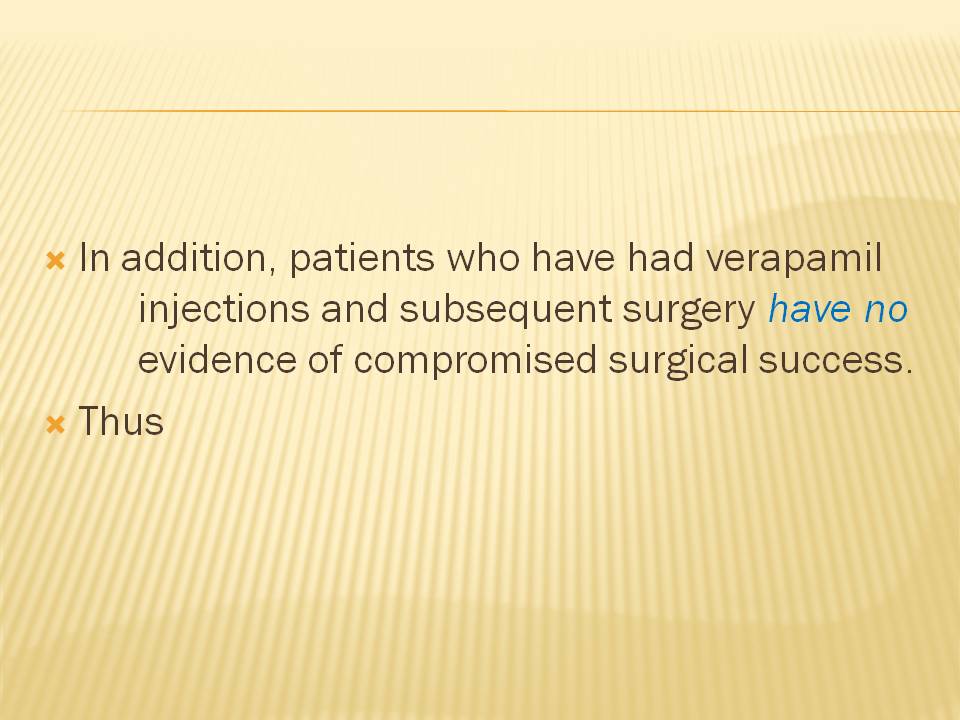 In addition, patients who have had verapamil
injections and subsequent surgery have no
evidence of compromised surgical success.
Thus